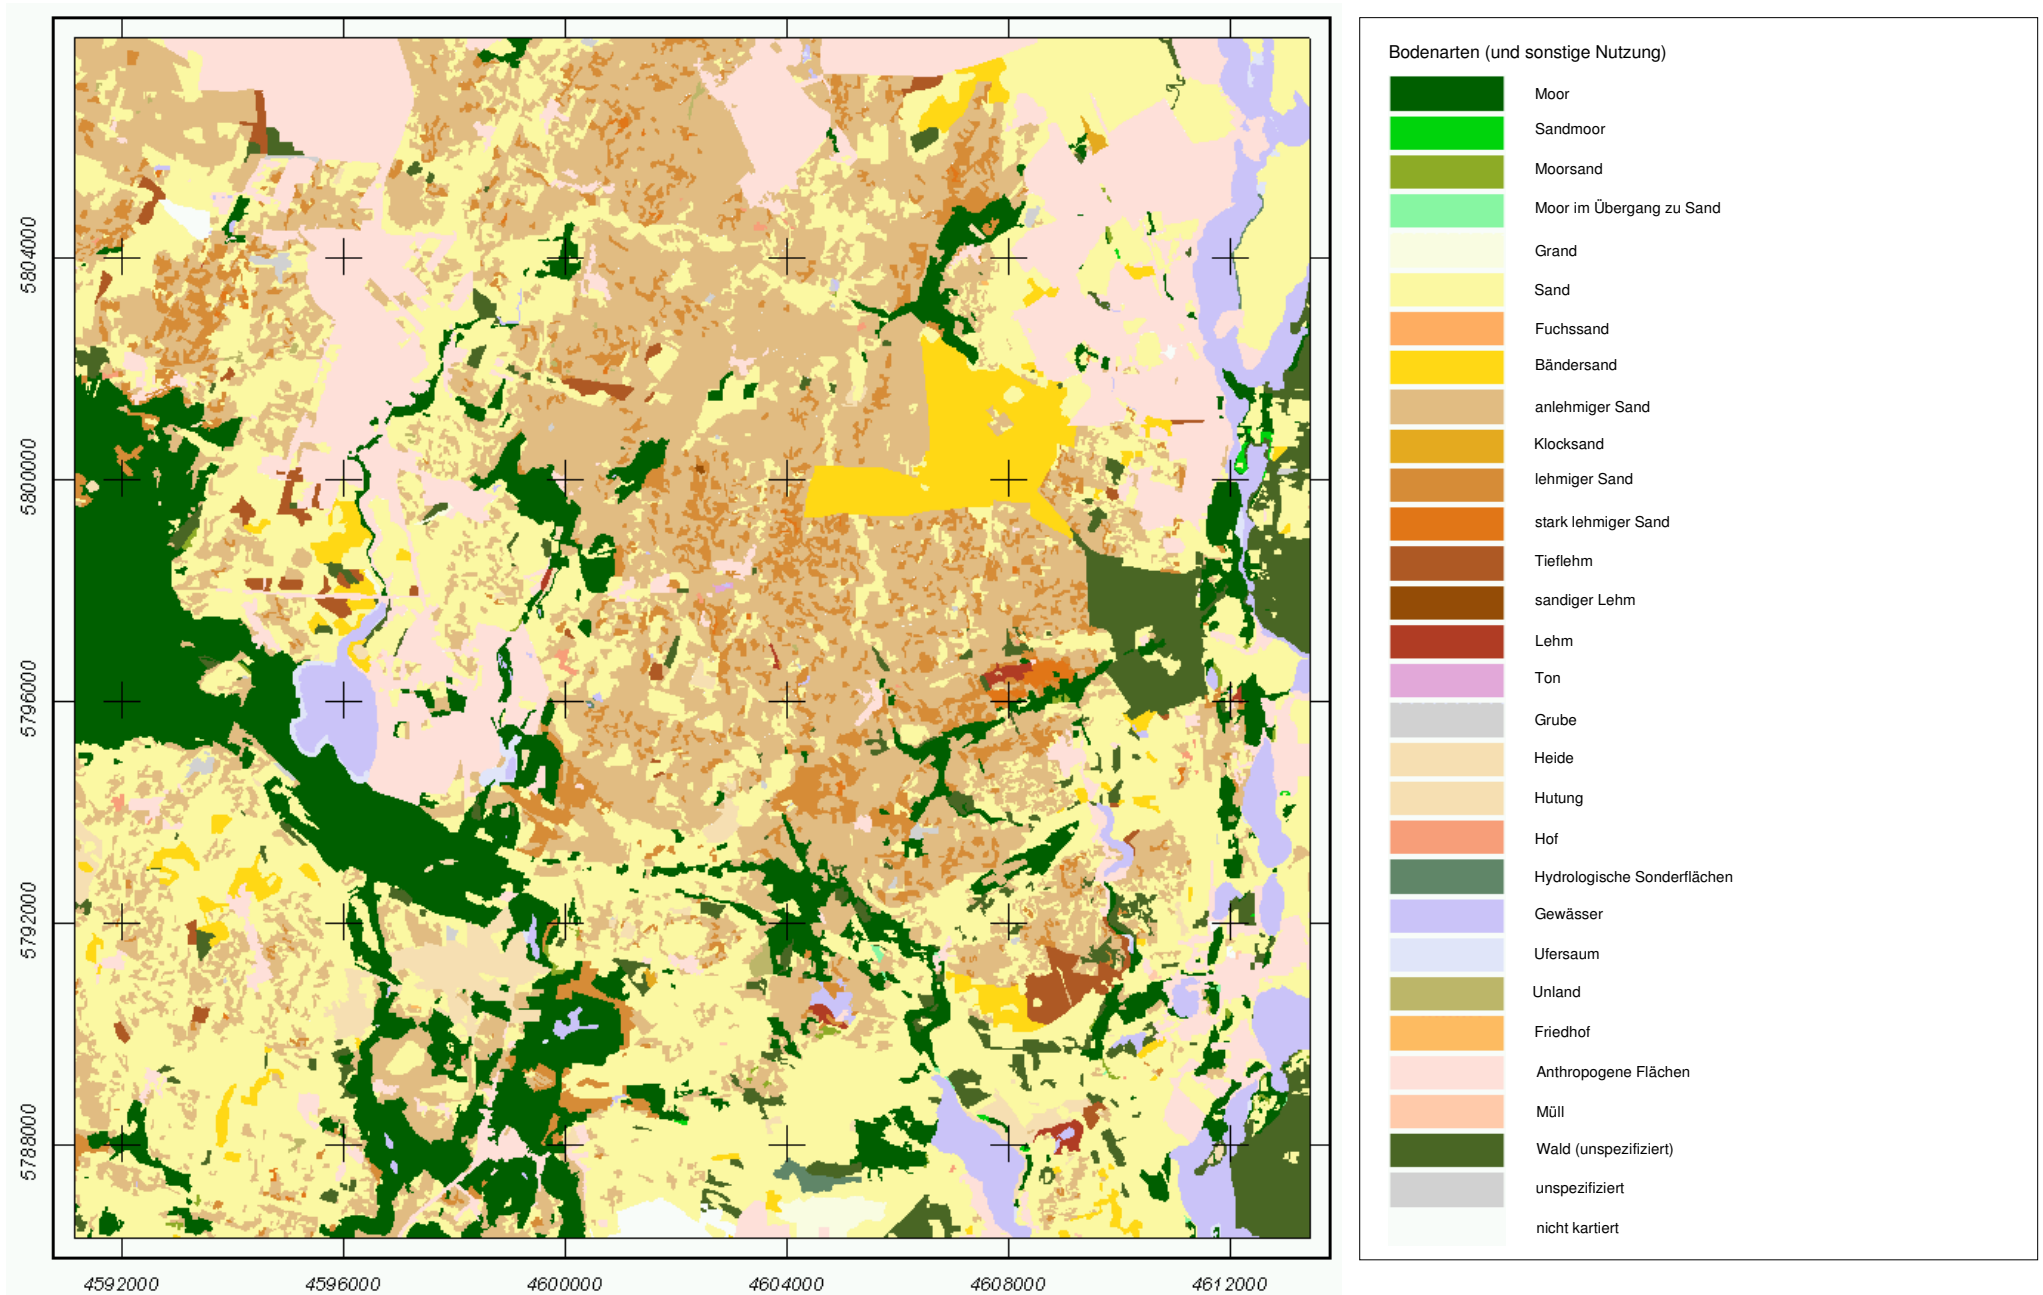 Bodenarten (und sonstige Nutzung)
Moor
Sandmoor
Moorsand
Moor im Übergang zu Sand
Grand
Sand
Fuchssand
Bändersand
anlehmiger Sand
Klocksand
lehmiger Sand
stark lehmiger Sand
Tieflehm
sandiger Lehm
Lehm
Ton
Grube
Heide
Hutung
Hof
Hydrologische Sonderflächen
Gewässer
Ufersaum
Unland
Friedhof
Anthropogene Flächen
Müll
Wald (unspezifiziert)
unspezifiziert
nicht kartiert
5804000
5800000
5796000
5792000
5788000
4592000 4596000 4600000 4604000 4608000 4612000